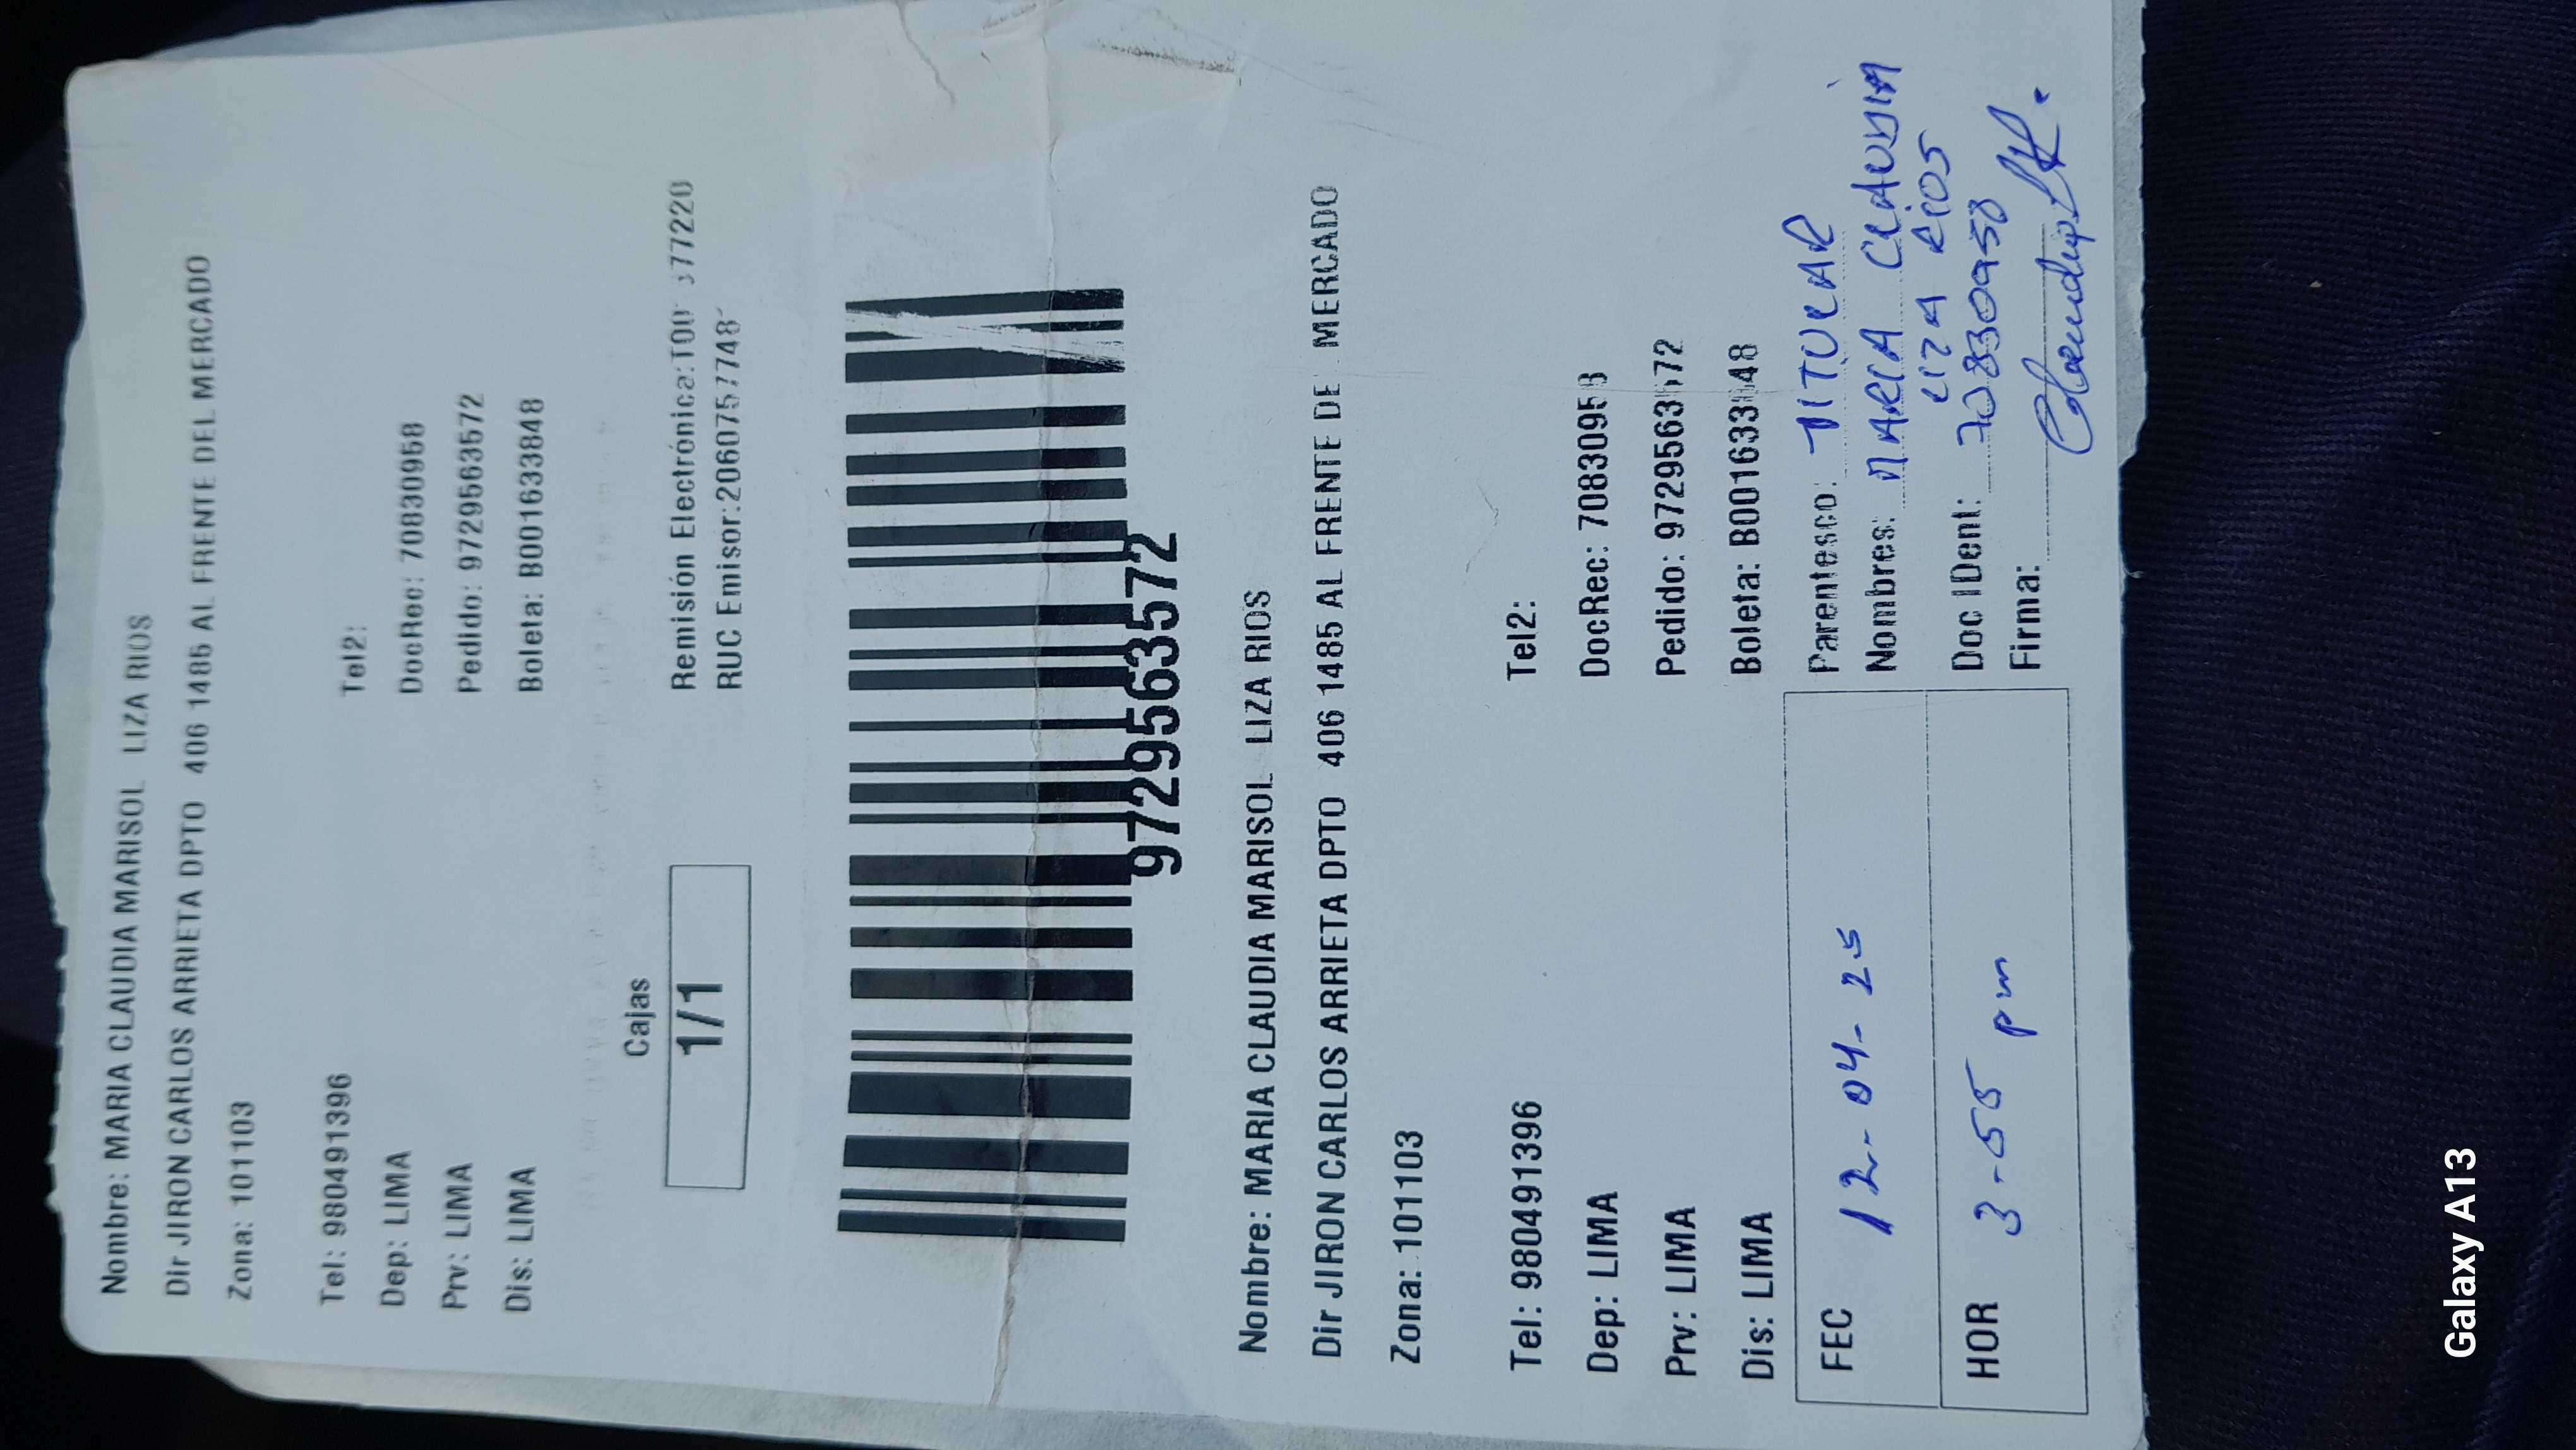 Nombre: MARIA CLAUDIA MARISOL LIZA RIOS
Dir JIRON CARLOS ARRIETA DPTO 406 1485 AL FRENTE DEL MERCADO
Zona: 101103
Tel: 980491396 Tel2:
Dep: LIMA DocRec: 70830958
Prv: LIMA Pedido: 9729563572
Dis: LIMA Boleta: B001633848
Cajas
1/1
Remisión Electrónica:T00 77220
RUC Emisor:
9729563572
Nombre: MARIA CLAUDIA MARISOL LIZA RIOS
Dir JIRON CARLOS ARRIETA DPTO 406 1485 AL FRENTE DE MERCADO
Zona: 101103
Tel: 980491396 Tel2:
Dep: LIMA DocRec: 70830958
Prv: LIMA Pedido: 9729563572
Dis: LIMA Boleta: B001633848
FEC 12-04-25 Parentesco: TITULAR
Nombres: MARIA CLAUDIA
LIZA RIOS
HOR 3-55 pm Doc IDent: 70830958
Firma: Claudia
Galaxy A13